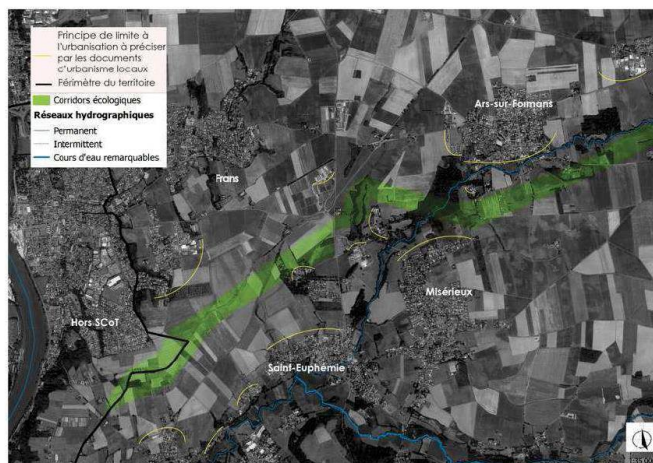 Principe de limite à
l'urbanisation à préciser
par les documents
d'urbanisme locaux
Périmètre du territoire
Corridors écologiques
Réseaux hydrographiques
Permanent
Intermittent
Cours d'eau remarquables
Ars-sur-Formans
Frans
Misérieux
Hors SCoT
Saint-Euphémie